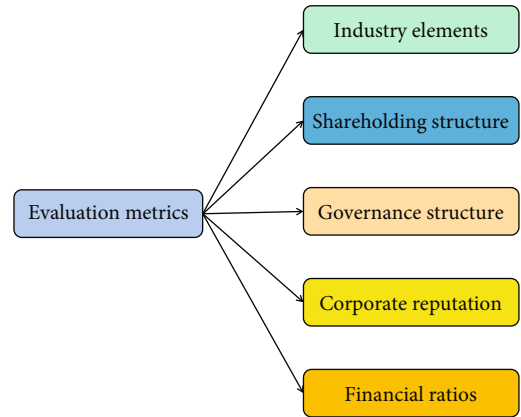 Industry elements
Shareholding structure
Evaluation metrics
Governance structure
Corporate reputation
Financial ratios